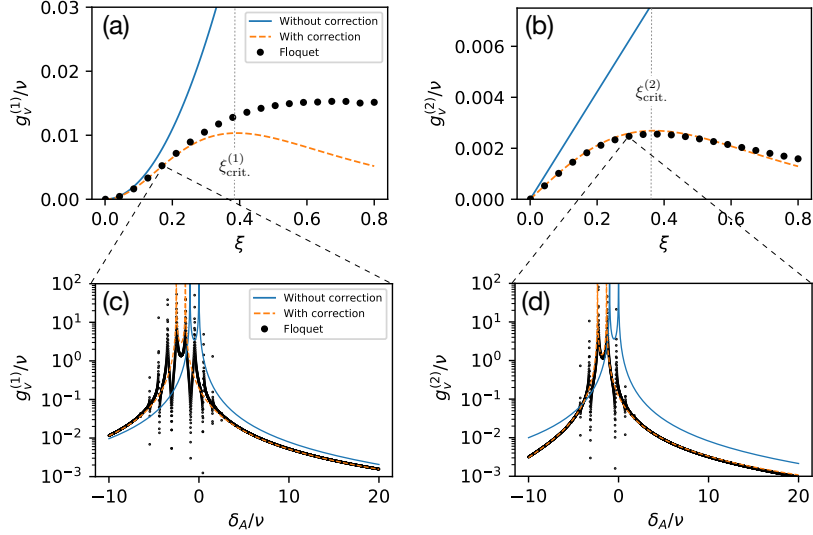 (a)
0.03
0.02
0.01
0.00
g_v^(1)/ν
0.0
0.2
0.4
0.6
0.8
ξ
Without correction
With correction
Floquet
ξ_crit.^(1)
(b)
0.006
0.004
0.002
0.000
g_v^(2)/ν
0.0
0.2
0.4
0.6
0.8
ξ
ξ_crit.^(2)
(c)
10^2
10^1
10^0
10^−1
10^−2
10^−3
g_v^(1)/ν
−10
0
10
20
δ_A/ν
Without correction
With correction
Floquet
(d)
10^2
10^1
10^0
10^−1
10^−2
10^−3
g_v^(2)/ν
−10
0
10
20
δ_A/ν